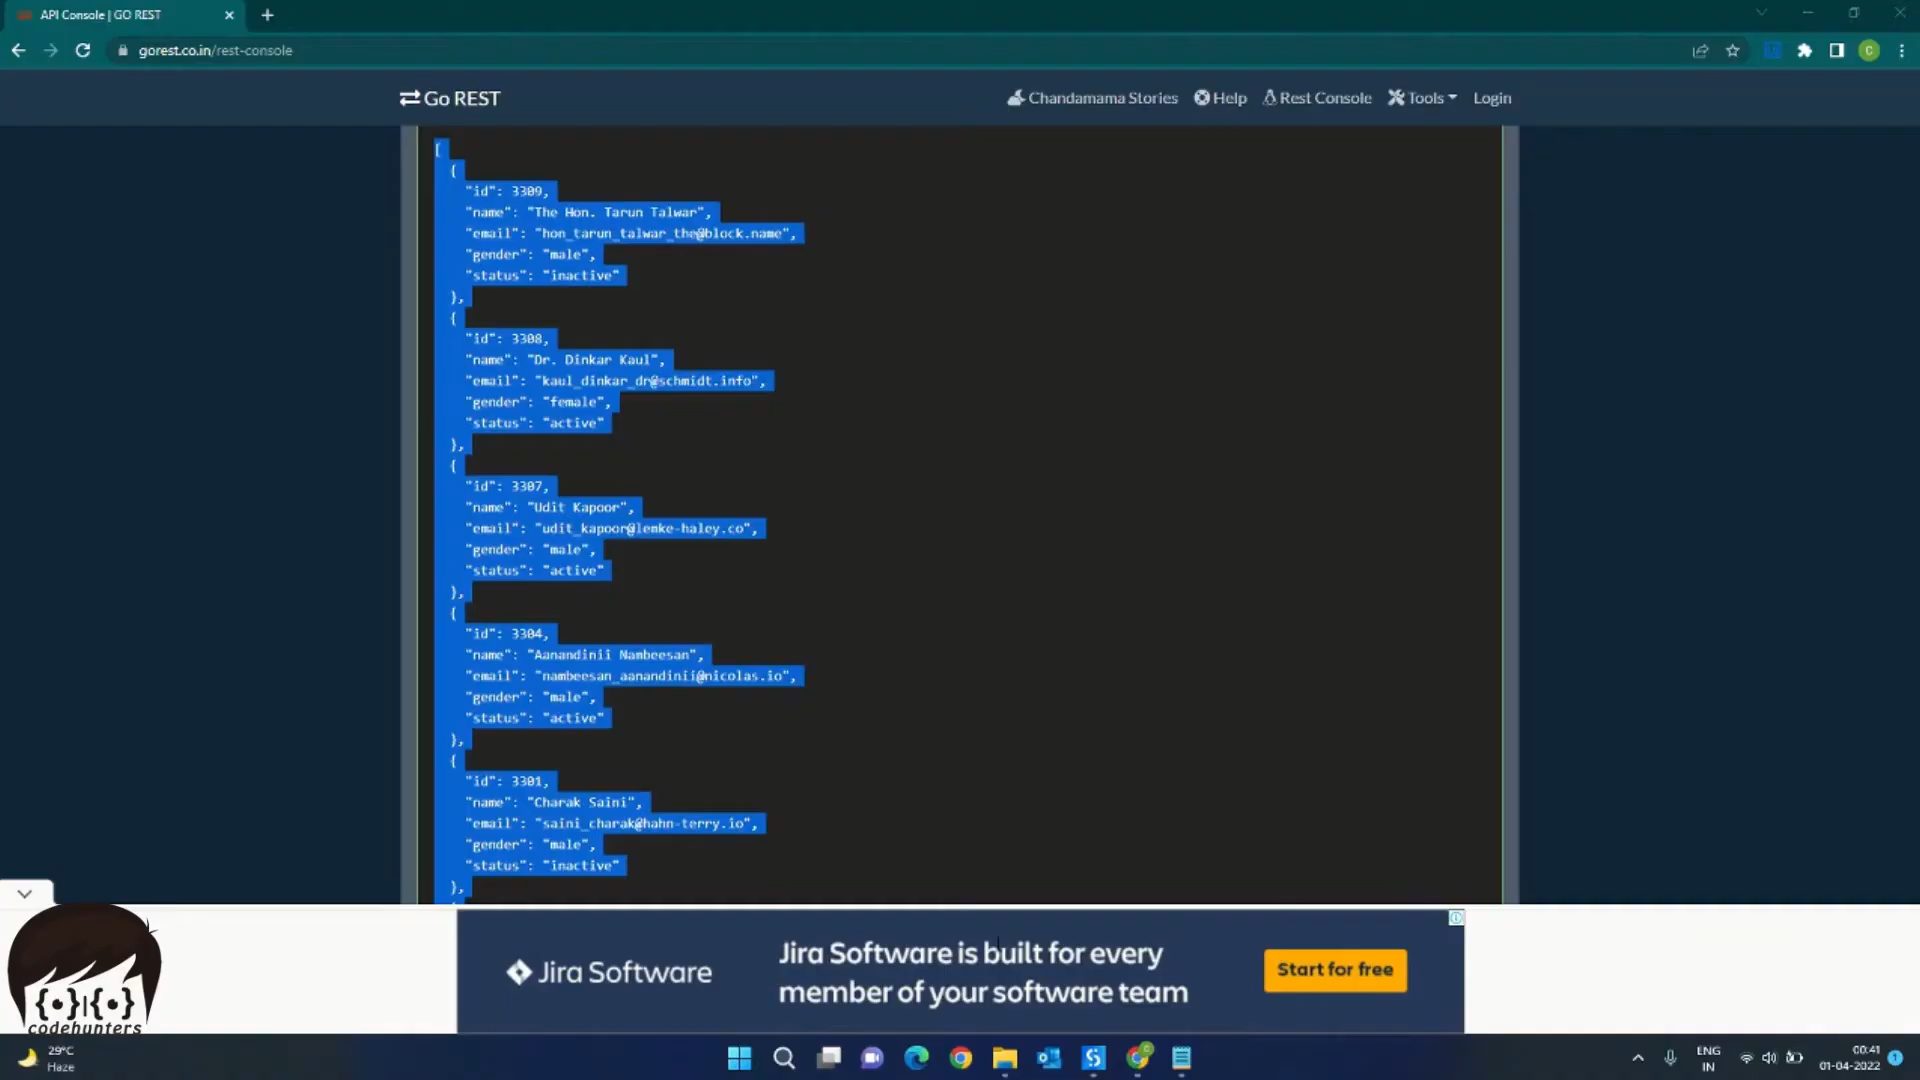 API Console | GO REST
gorest.co.in/rest-console
C
Go REST
Chandamama Stories
Help
Rest Console
Tools
Login
[
{
"id": 3309,
"name": "The Hon. Tarun Talwar",
"email": "hon_tarun_talwar_the@block.name",
"gender": "male",
"status": "inactive"
},
{
"id": 3308,
"name": "Dr. Dinkar Kaul",
"email": "kaul_dinkar_dr@schmidt.info",
"gender": "female",
"status": "active"
},
{
"id": 3307,
"name": "Udit Kapoor",
"email": "udit_kapoor@lemke-haley.co",
"gender": "male",
"status": "active"
},
{
"id": 3304,
"name": "Aanandinii Nambeesan",
"email": "nambeesan_aanandinii@nicolas.io",
"gender": "male",
"status": "active"
},
{
"id": 3301,
"name": "Charak Saini",
"email": "saini_charak@hahn-terry.io",
"gender": "male",
"status": "inactive"
},
Jira Software
Jira Software is built for every
member of your software team
Start for free
{•}|{•}
codehunters
29°C
Haze
ENG
IN
00:41
01-04-2022
1